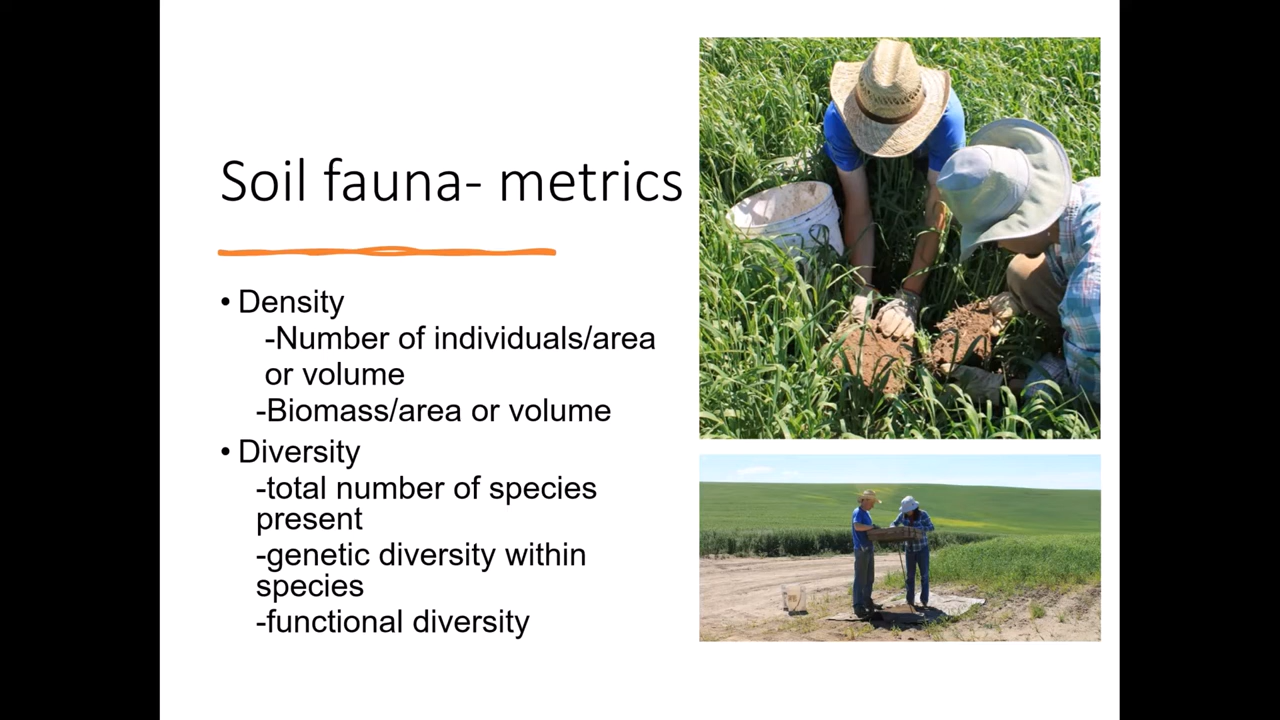 Soil fauna- metrics
• Density
-Number of individuals/area
or volume
-Biomass/area or volume
• Diversity
-total number of species
present
-genetic diversity within
species
-functional diversity